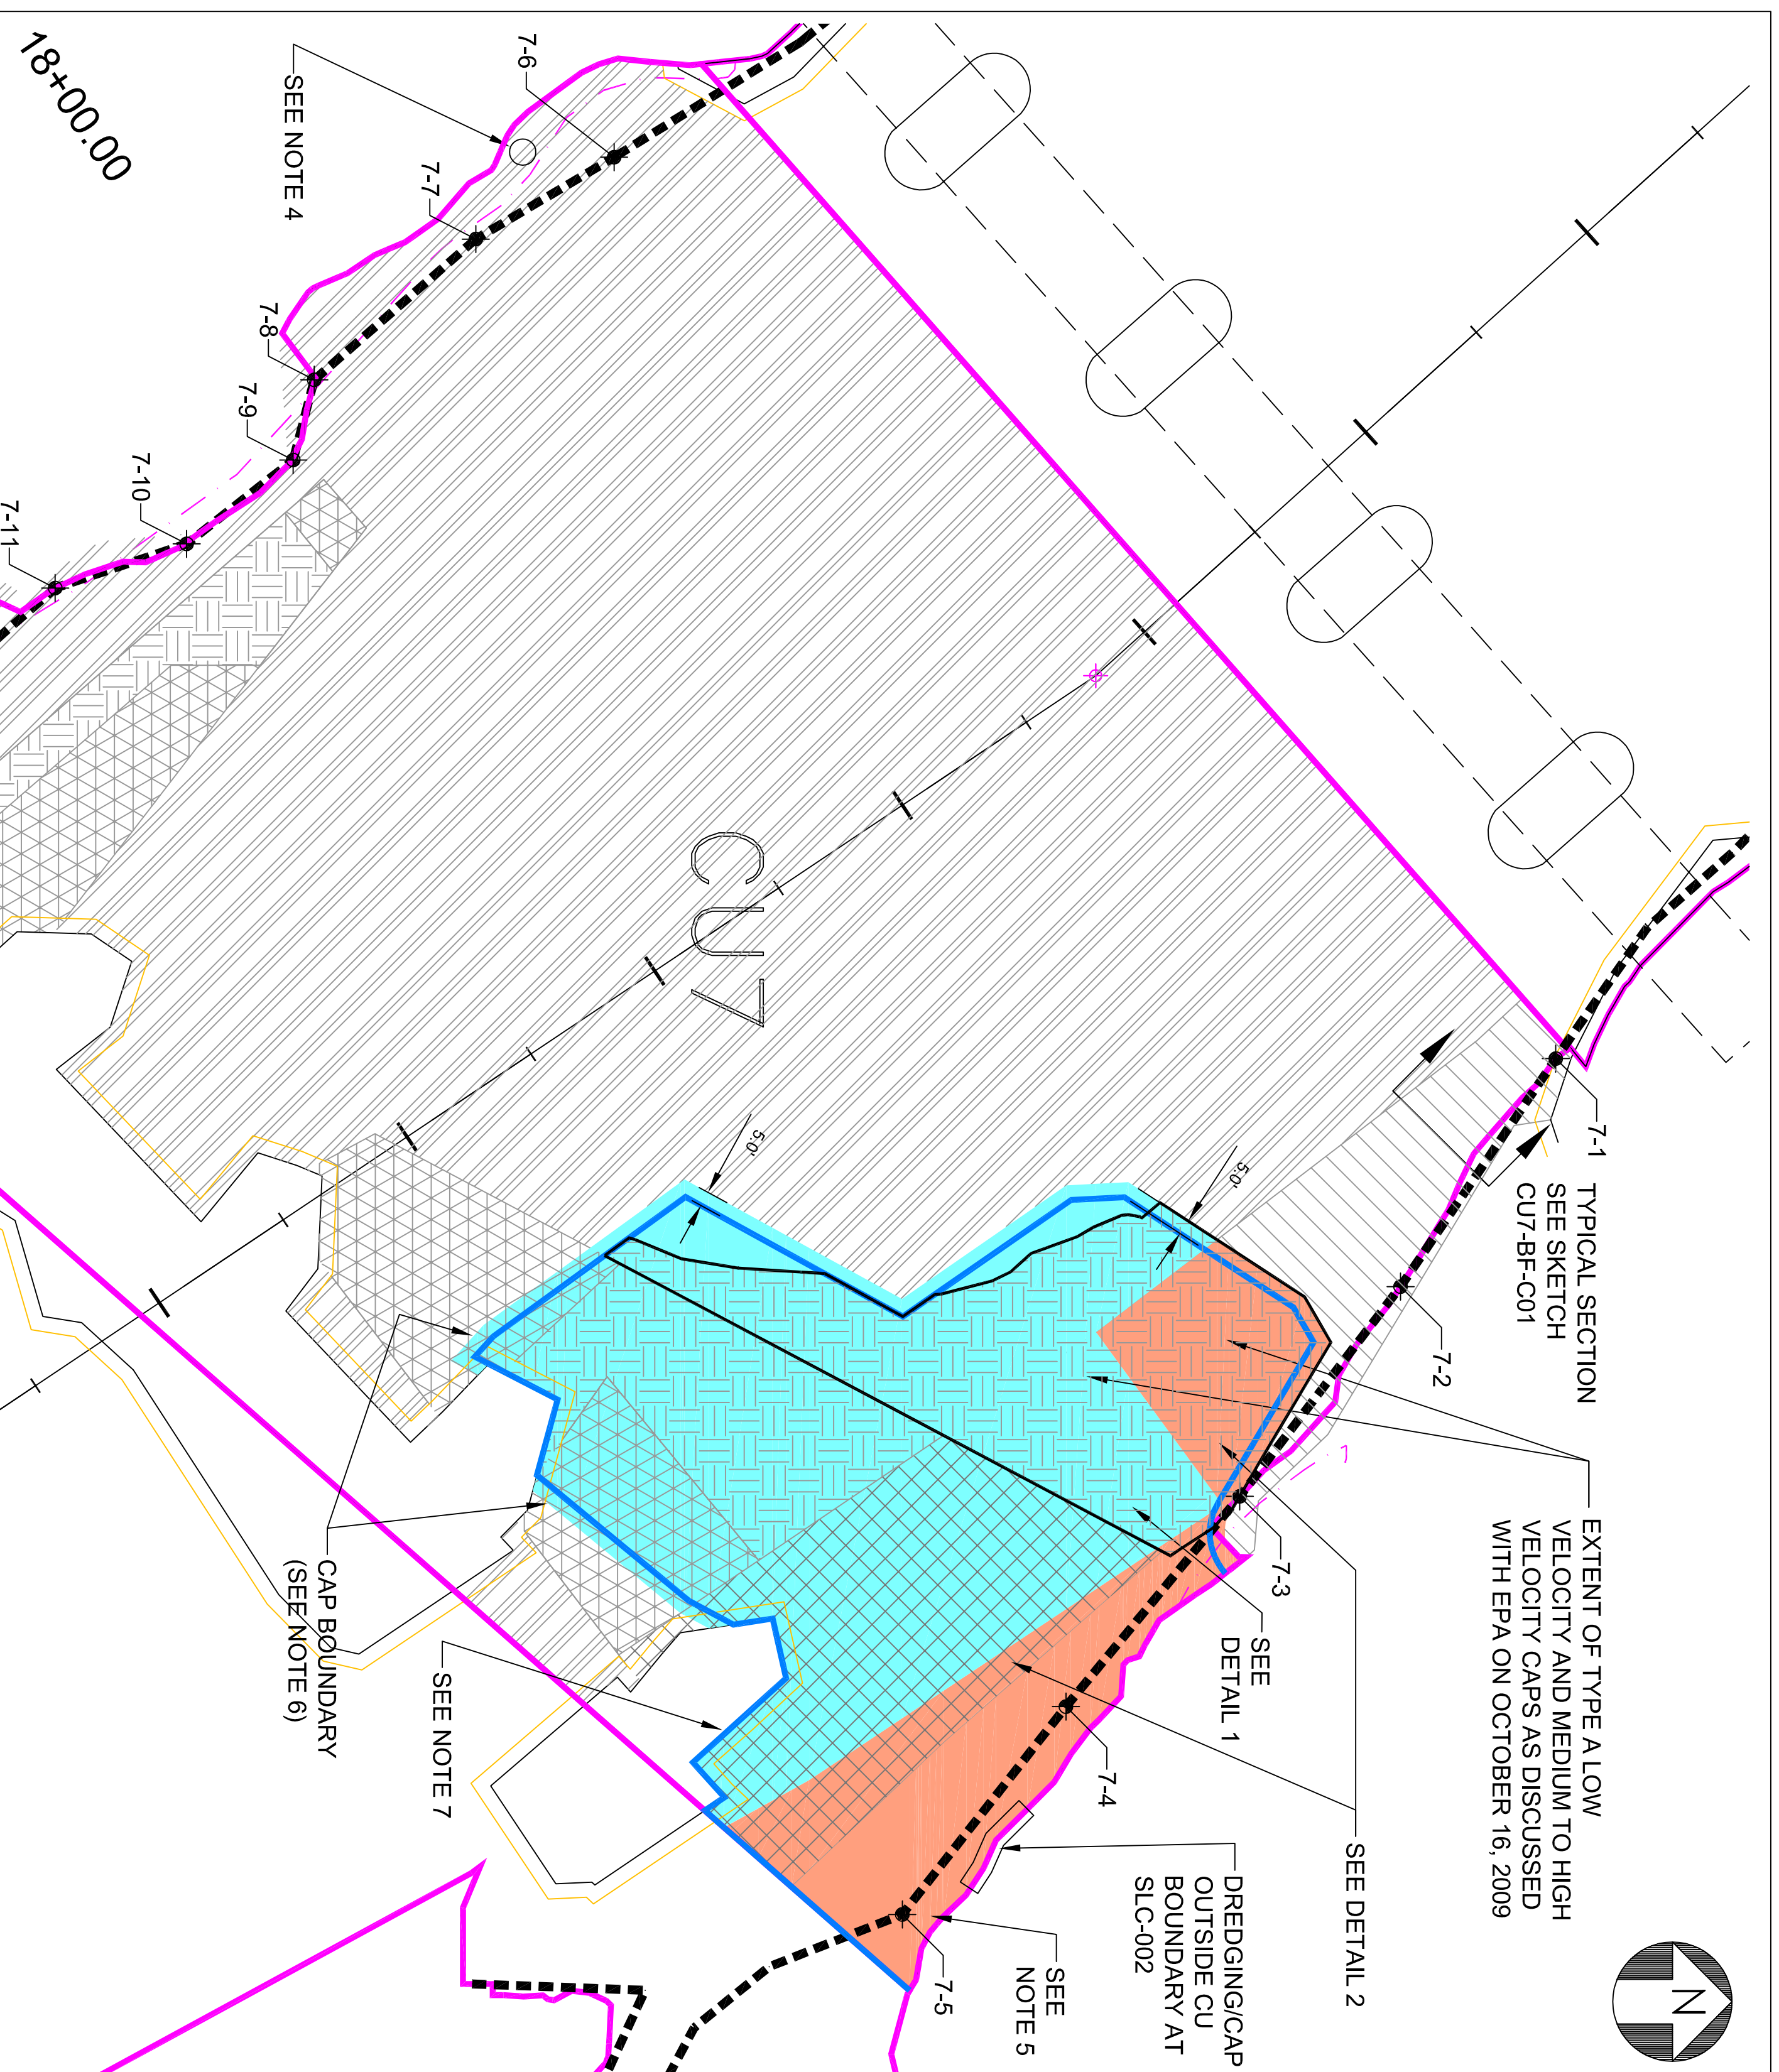 N
EXTENT OF TYPE A LOW
VELOCITY AND MEDIUM TO HIGH
VELOCITY CAPS AS DISCUSSED
WITH EPA ON OCTOBER 16, 2009
TYPICAL SECTION
SEE SKETCH
CU7-BF-C01
7-1
7-2
7-3
7-4
7-5
SEE DETAIL 2
SEE
DETAIL 1
DREDGING/CAP
OUTSIDE CU
BOUNDARY AT
SLC-002
SEE
NOTE 5
5.0'
5.0'
CU 7
7-6
7-7
7-8
7-9
7-10
7-11
SEE NOTE 4
18+00.00
SEE NOTE 7
CAP BOUNDARY
(SEE NOTE 6)